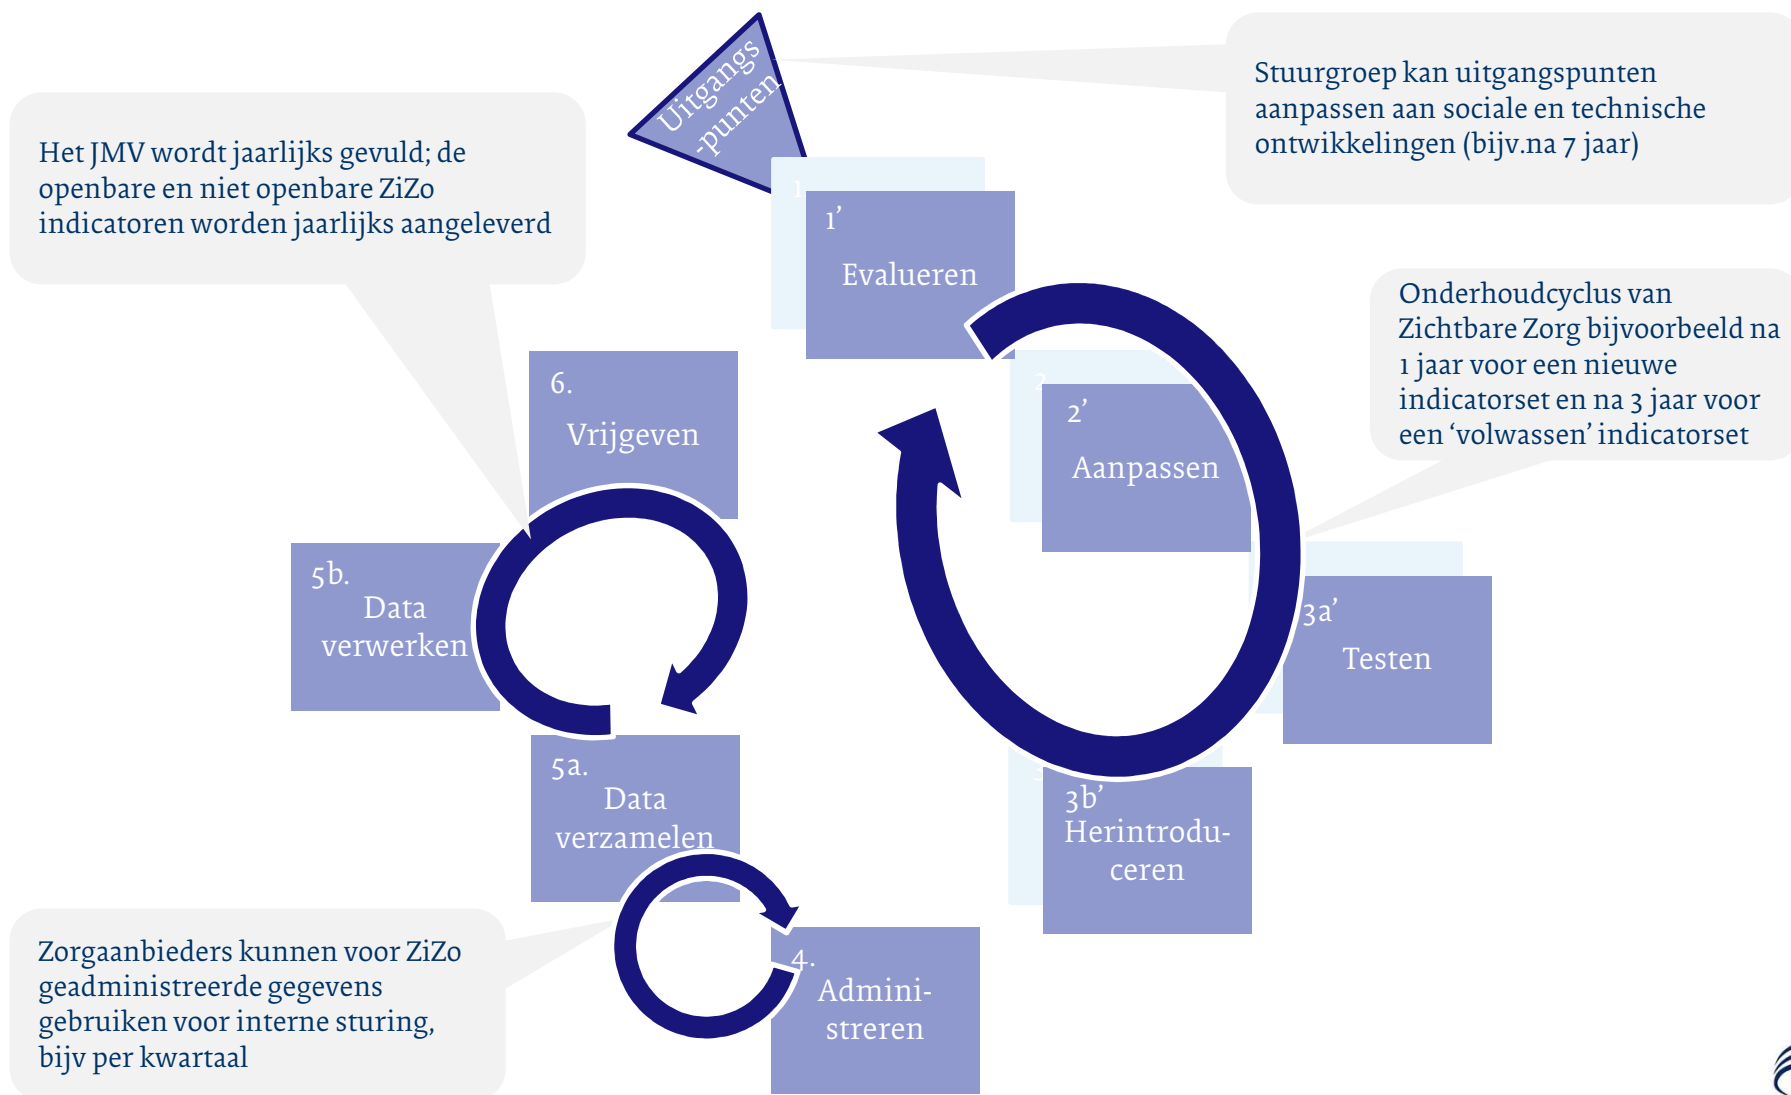 Uitgangs
-punten
Stuurgroep kan uitgangspunten
aanpassen aan sociale en technische
ontwikkelingen (bijv.na 7 jaar)
Het JMV wordt jaarlijks gevuld; de
openbare en niet openbare ZiZo
indicatoren worden jaarlijks aangeleverd
1
1’
Evalueren
Onderhoudcyclus van
Zichtbare Zorg bijvoorbeeld na
1 jaar voor een nieuwe
indicatorset en na 3 jaar voor
een ‘volwassen’ indicatorset
6.
Vrijgeven
2
2’
Aanpassen
5b.
Data
verwerken
3a’
Testen
5a.
Data
verzamelen
3b’
Herintrodu-
ceren
4.
Admini-
streren
Zorgaanbieders kunnen voor ZiZo
geadministreerde gegevens
gebruiken voor interne sturing,
bijv per kwartaal